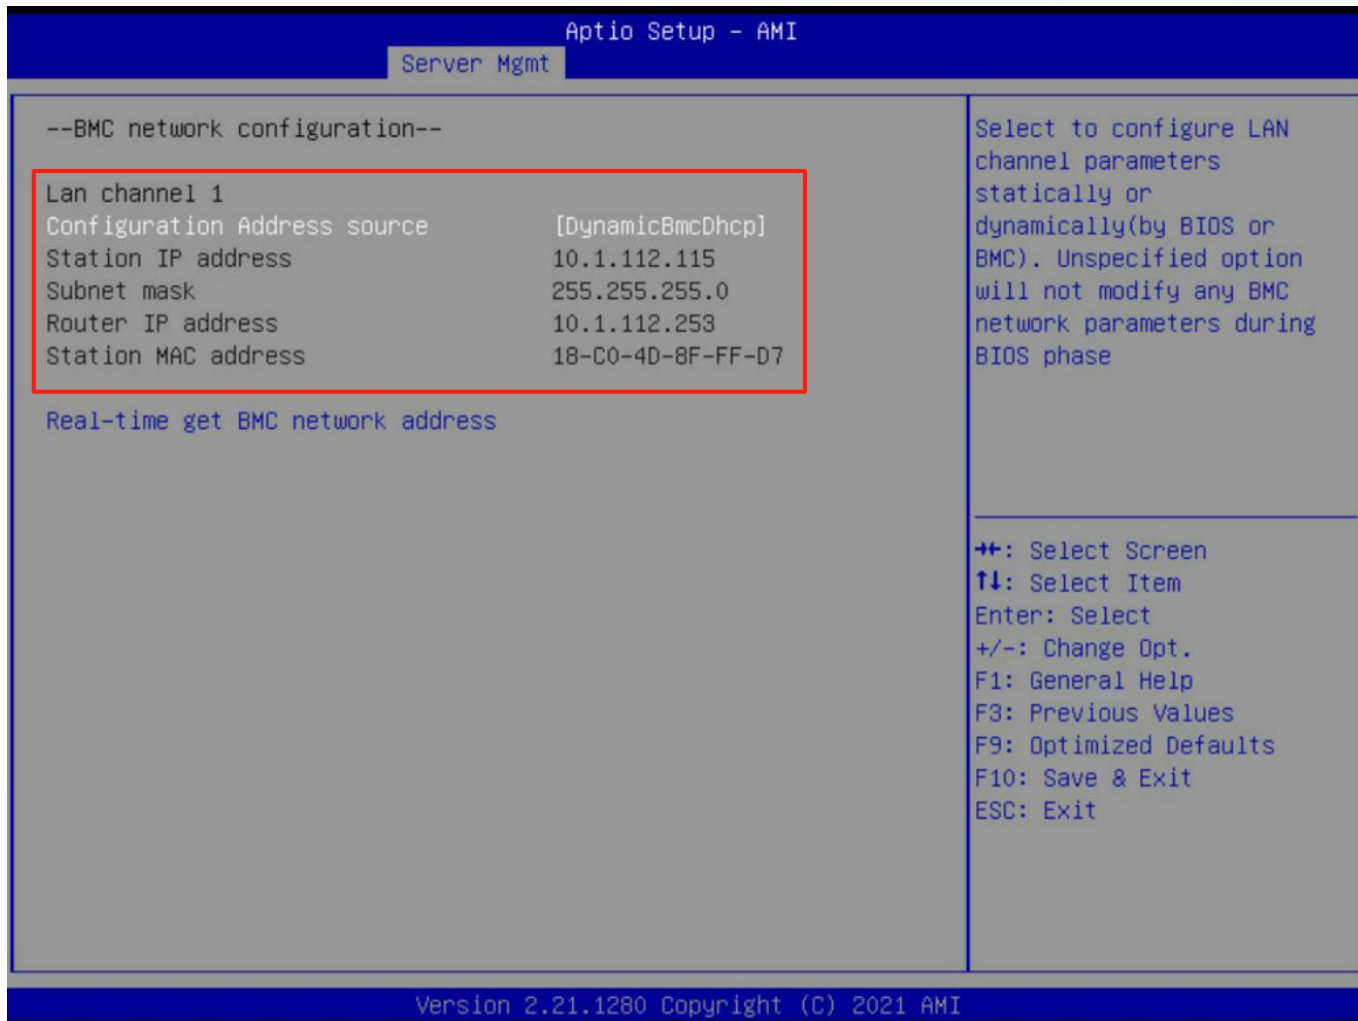 Aptio Setup – AMI
Server Mgmt
--BMC network configuration--
Lan channel 1
Configuration Address source [DynamicBmcDhcp]
Station IP address 10.1.112.115
Subnet mask 255.255.255.0
Router IP address 10.1.112.253
Station MAC address 18-C0-4D-8F-FF-D7
Real-time get BMC network address
Select to configure LAN
channel parameters
statically or
dynamically(by BIOS or
BMC). Unspecified option
will not modify any BMC
network parameters during
BIOS phase
→←: Select Screen
↑↓: Select Item
Enter: Select
+/-: Change Opt.
F1: General Help
F3: Previous Values
F9: Optimized Defaults
F10: Save & Exit
ESC: Exit
Version 2.21.1280 Copyright (C) 2021 AMI